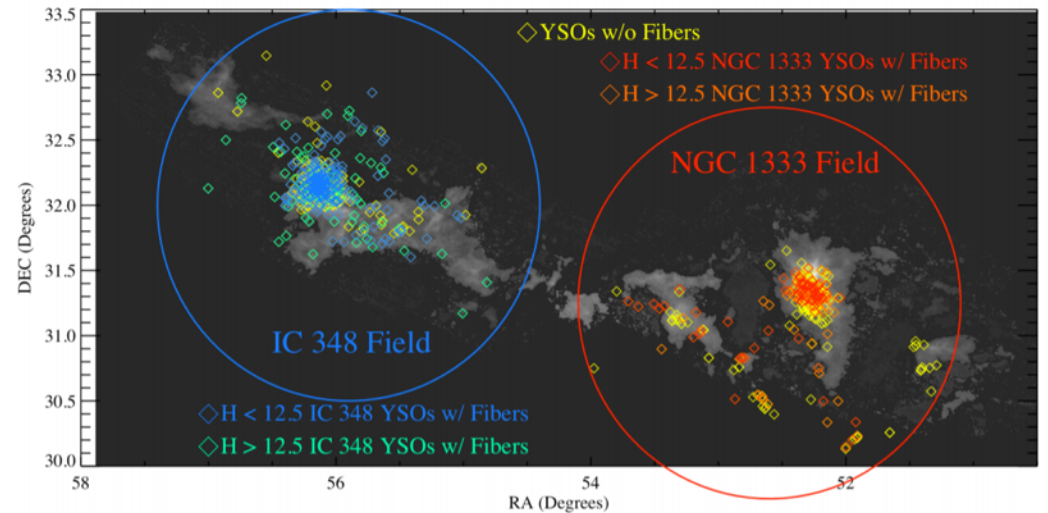 33.5
33.0
32.5
32.0
31.5
31.0
30.5
30.0
DEC (Degrees)
YSOs w/o Fibers
H < 12.5 NGC 1333 YSOs w/ Fibers
H > 12.5 NGC 1333 YSOs w/ Fibers
NGC 1333 Field
IC 348 Field
H < 12.5 IC 348 YSOs w/ Fibers
H > 12.5 IC 348 YSOs w/ Fibers
58 56 54 52
RA (Degrees)